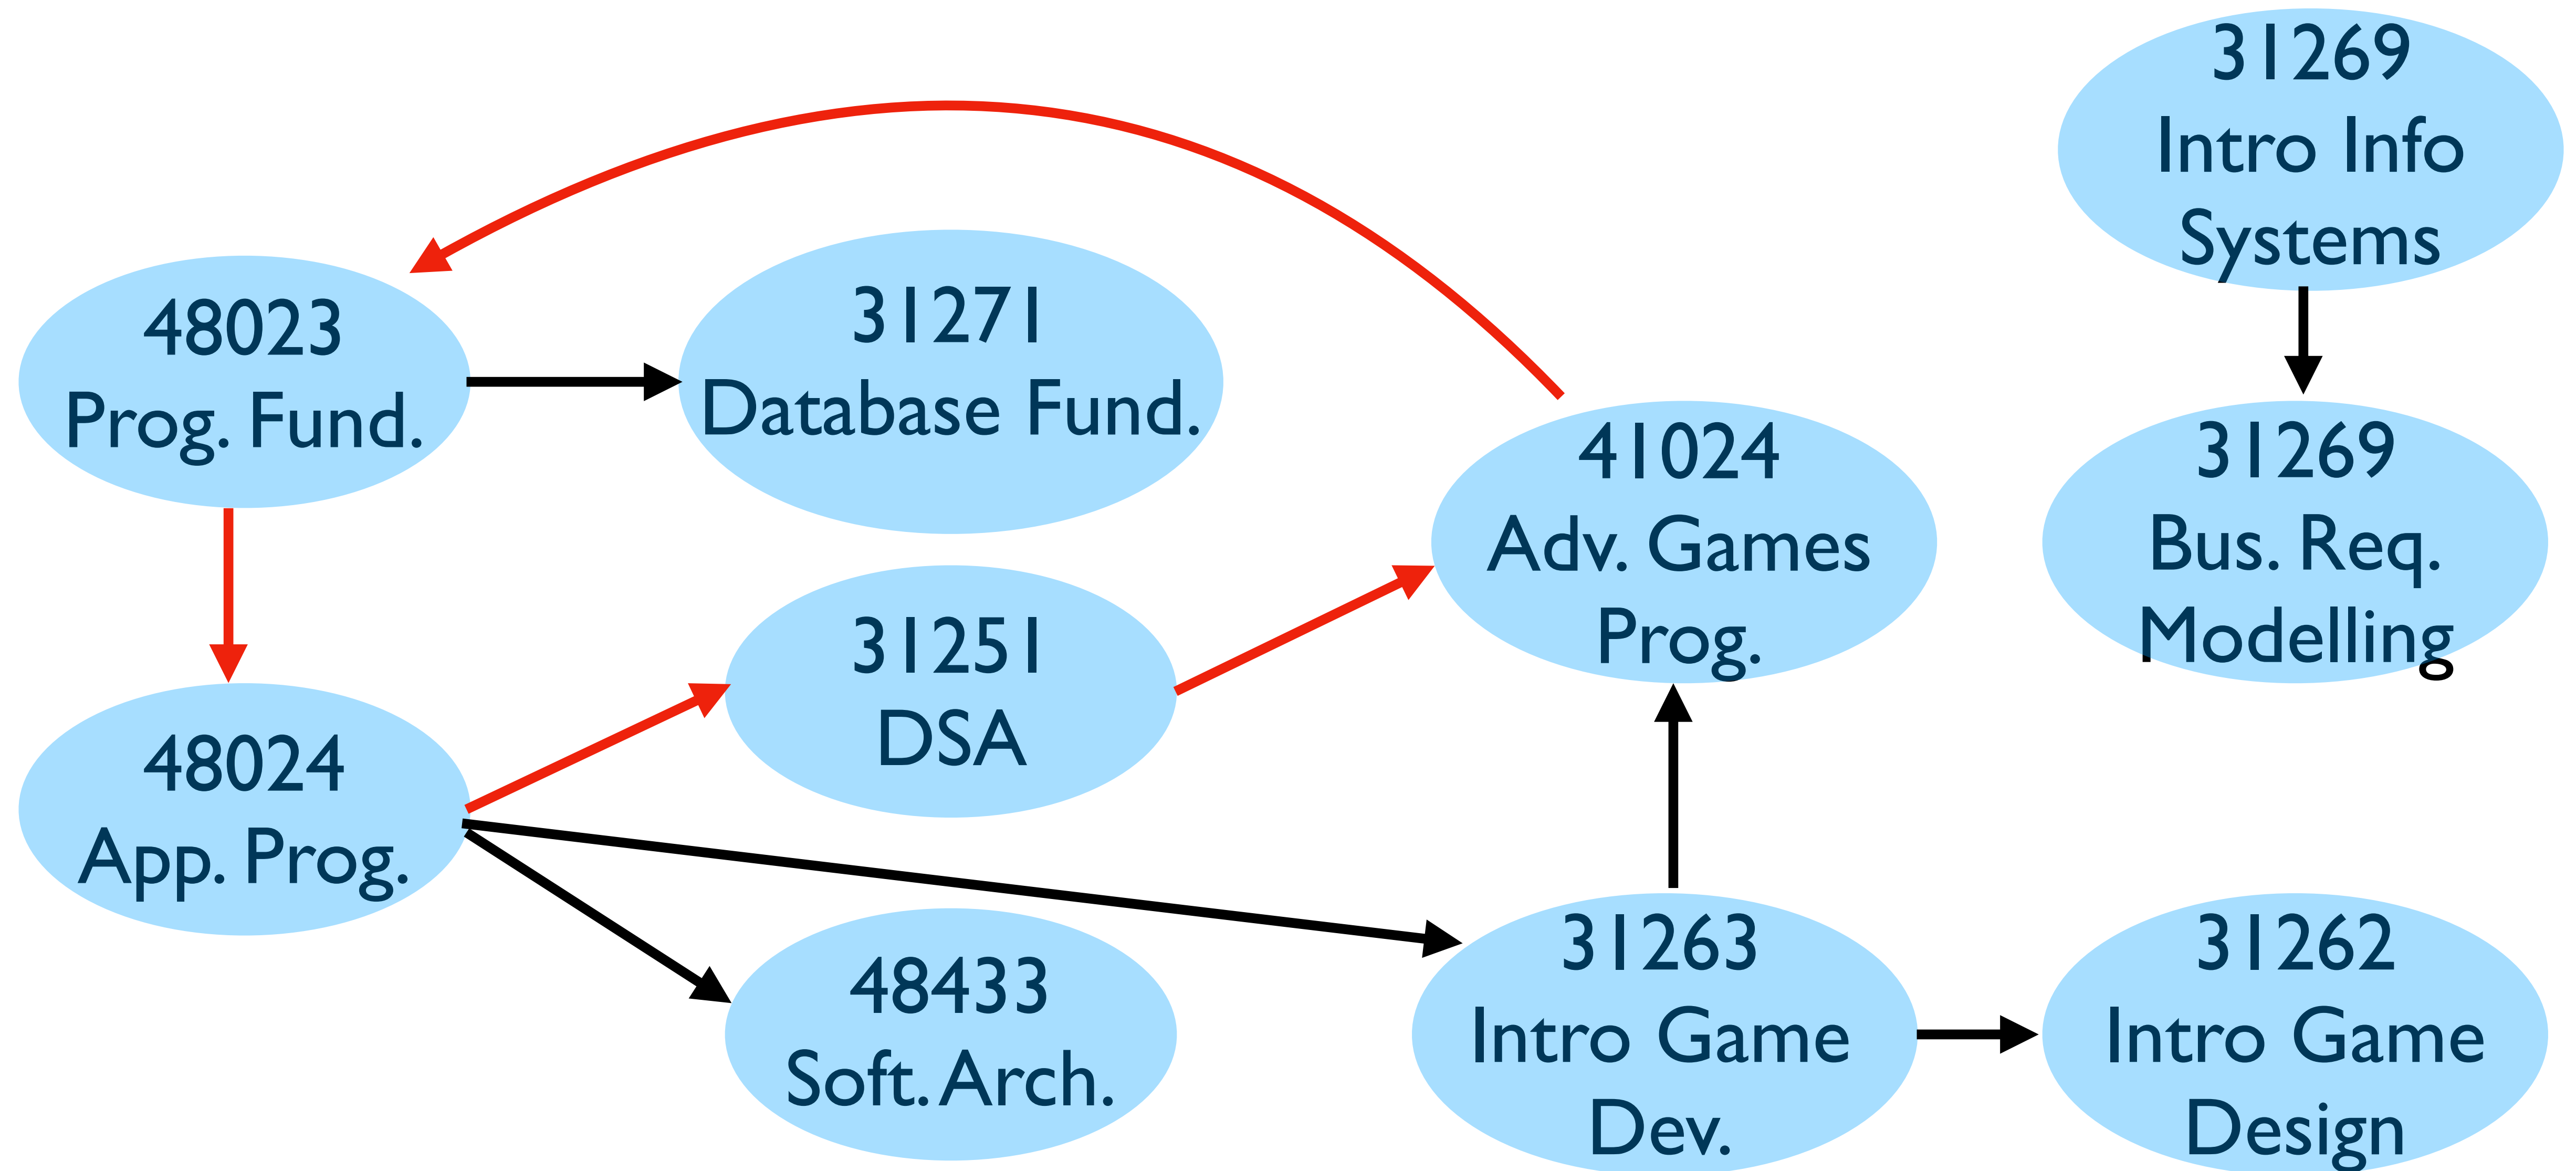 31269
Intro Info
Systems
48023
Prog. Fund.
31271
Database Fund.
41024
Adv. Games
Prog.
31269
Bus. Req.
Modelling
31251
DSA
48024
App. Prog.
48433
Soft. Arch.
31263
Intro Game
Dev.
31262
Intro Game
Design